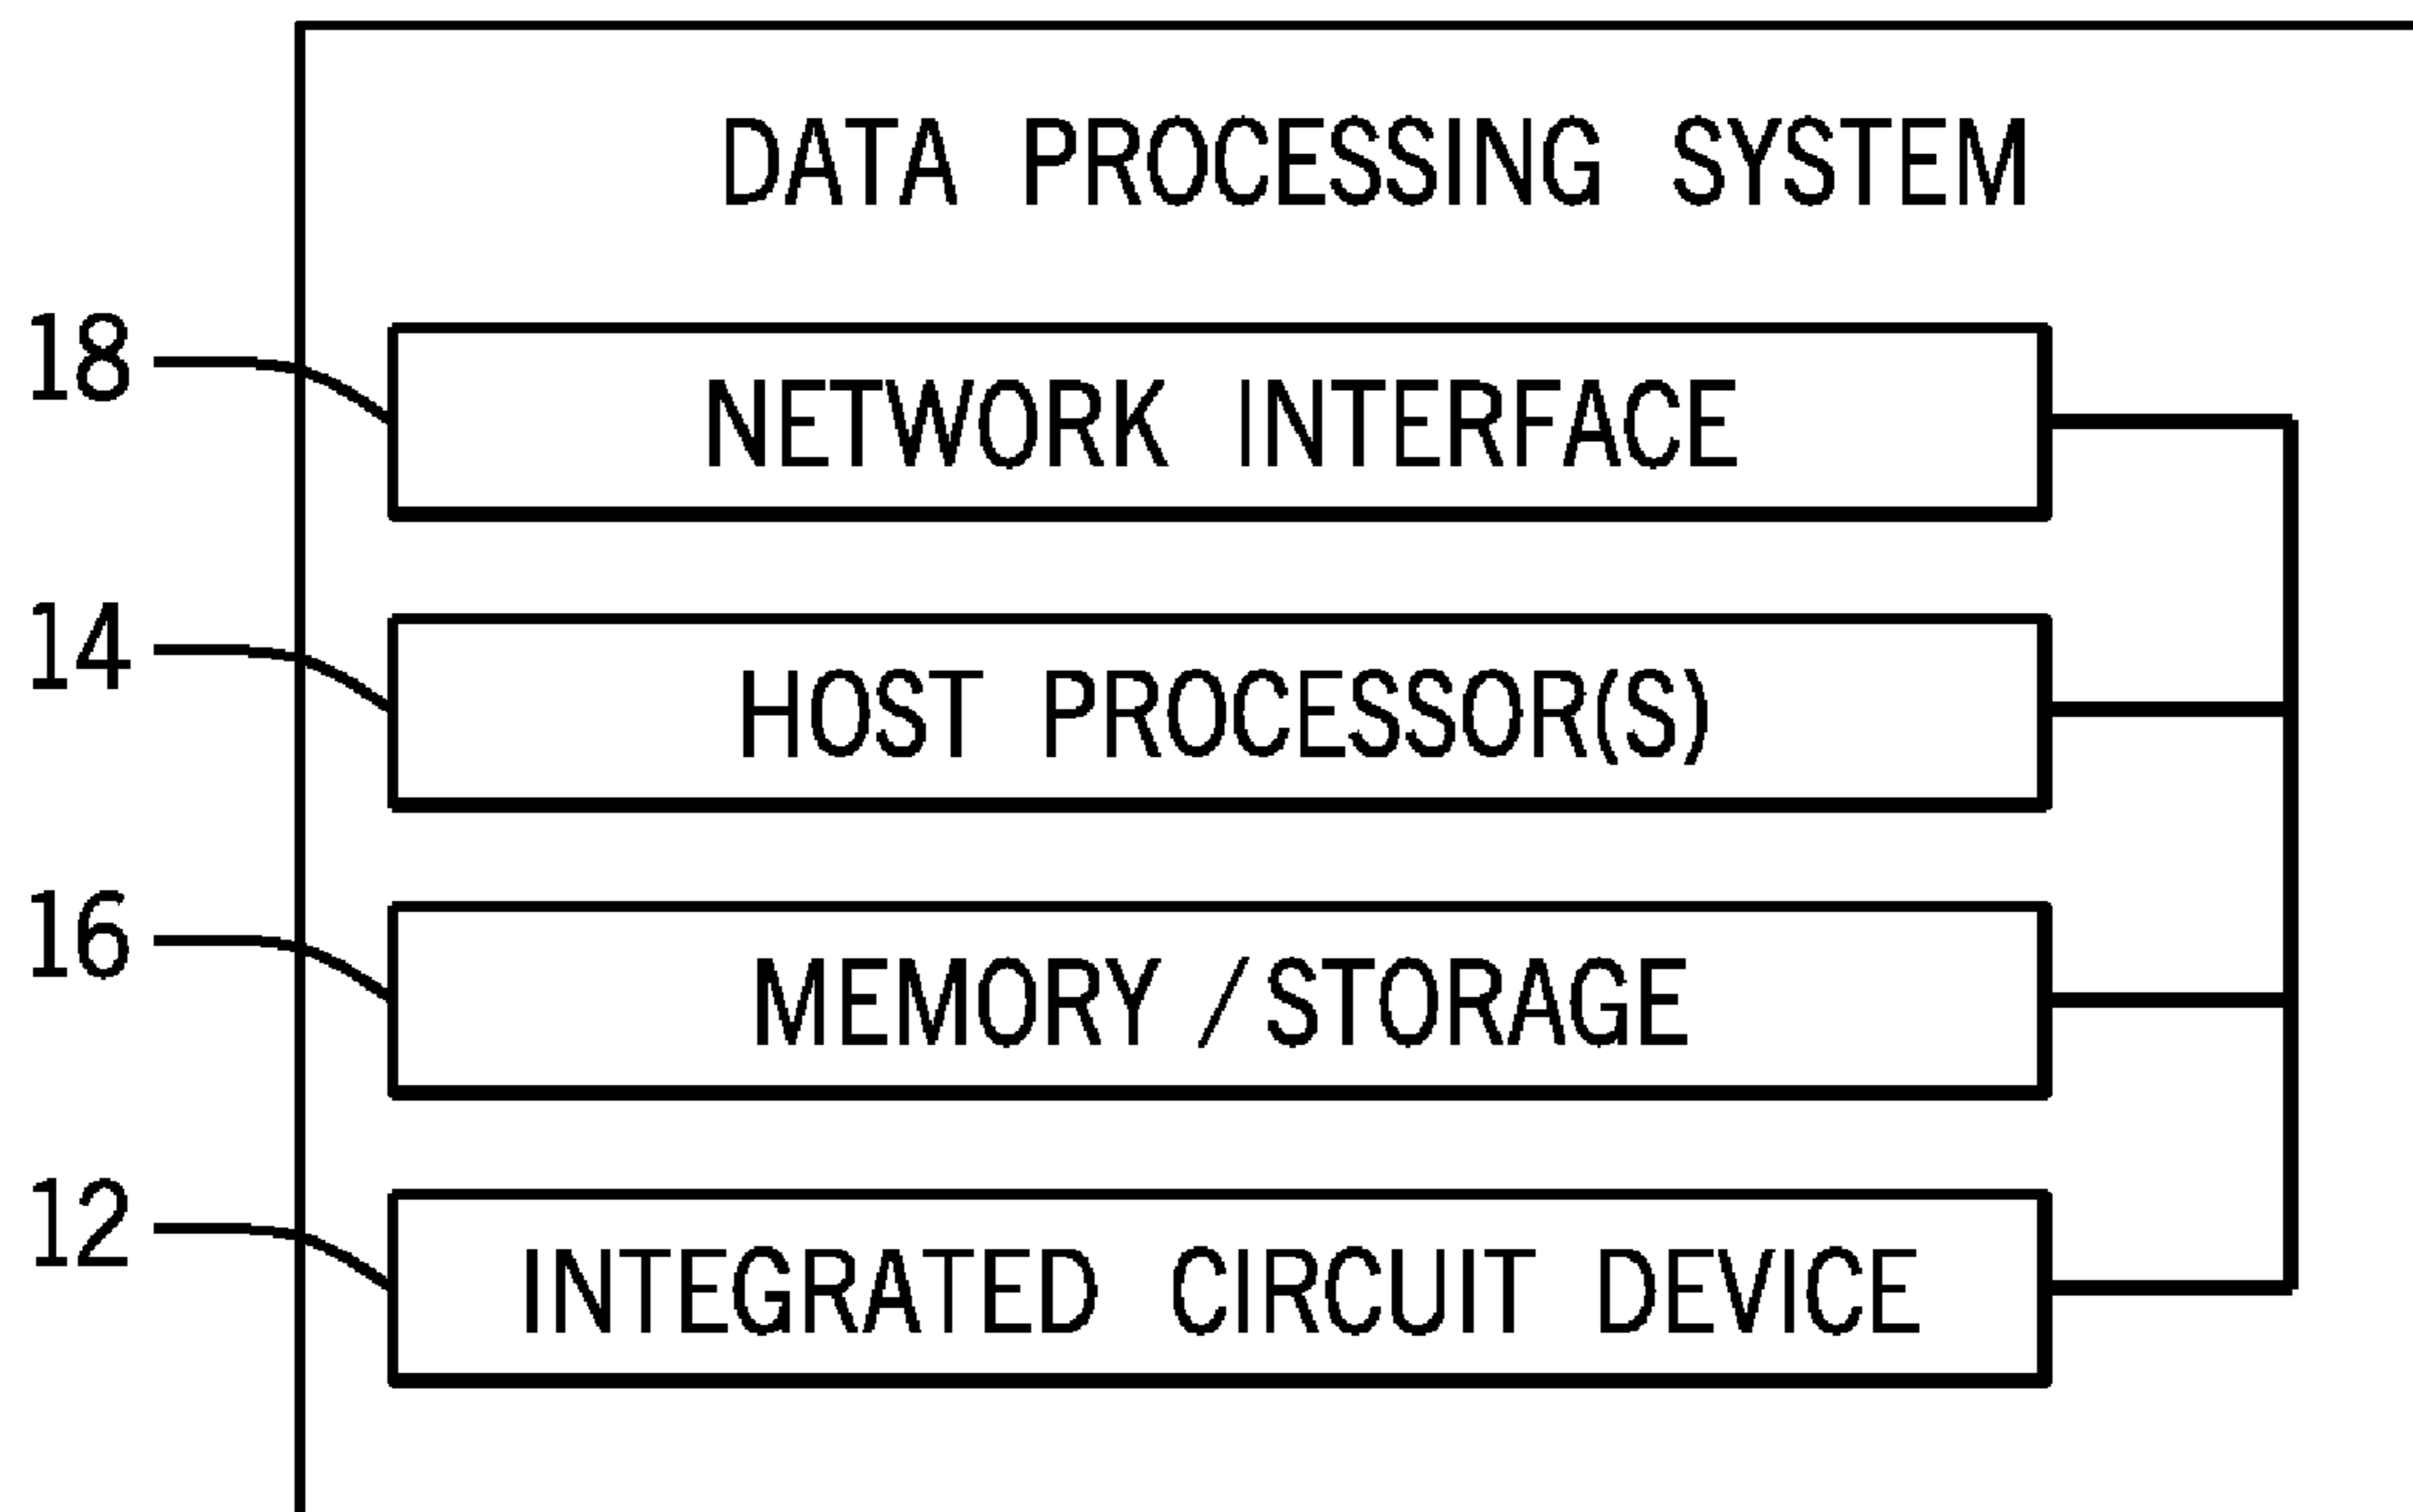 DATA PROCESSING SYSTEM
18
NETWORK INTERFACE
14
HOST PROCESSOR(S)
16
MEMORY / STORAGE
12
INTEGRATED CIRCUIT DEVICE